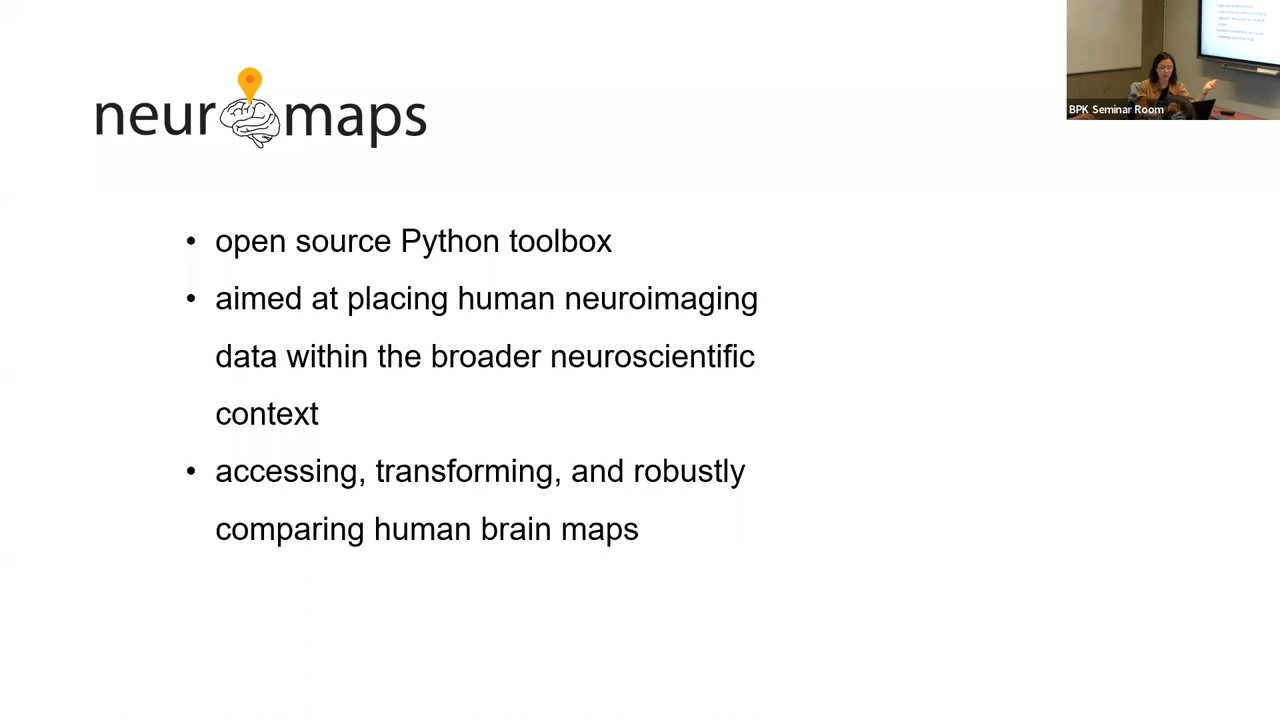 neuromaps
• open source Python toolbox
• aimed at placing human neuroimaging
data within the broader neuroscientific
context
• accessing, transforming, and robustly
comparing human brain maps
BPK Seminar Room